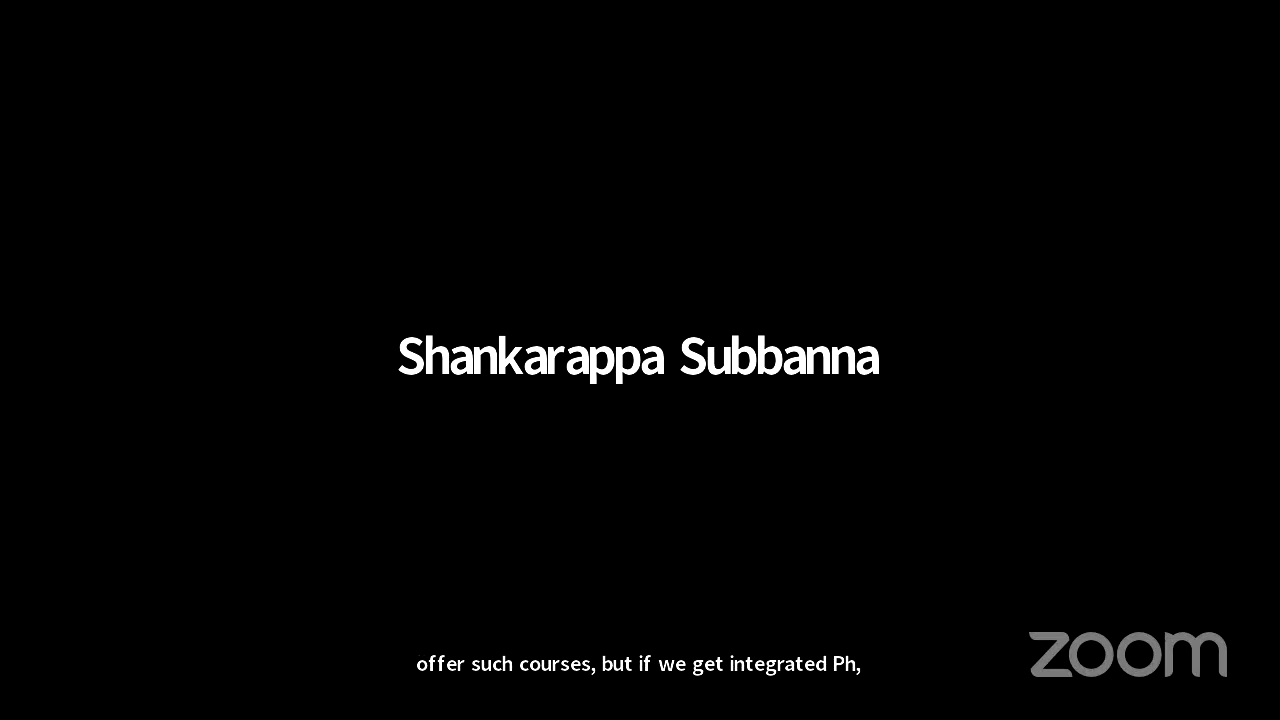 Shankarappa Subbanna
offer such courses, but if we get integrated Ph,
zoom